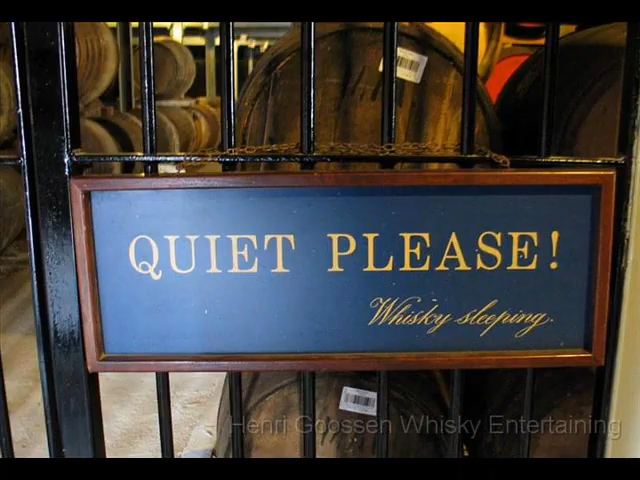 QUIET PLEASE!
Whisky sleeping.
Henri Goossen Whisky Entertaining